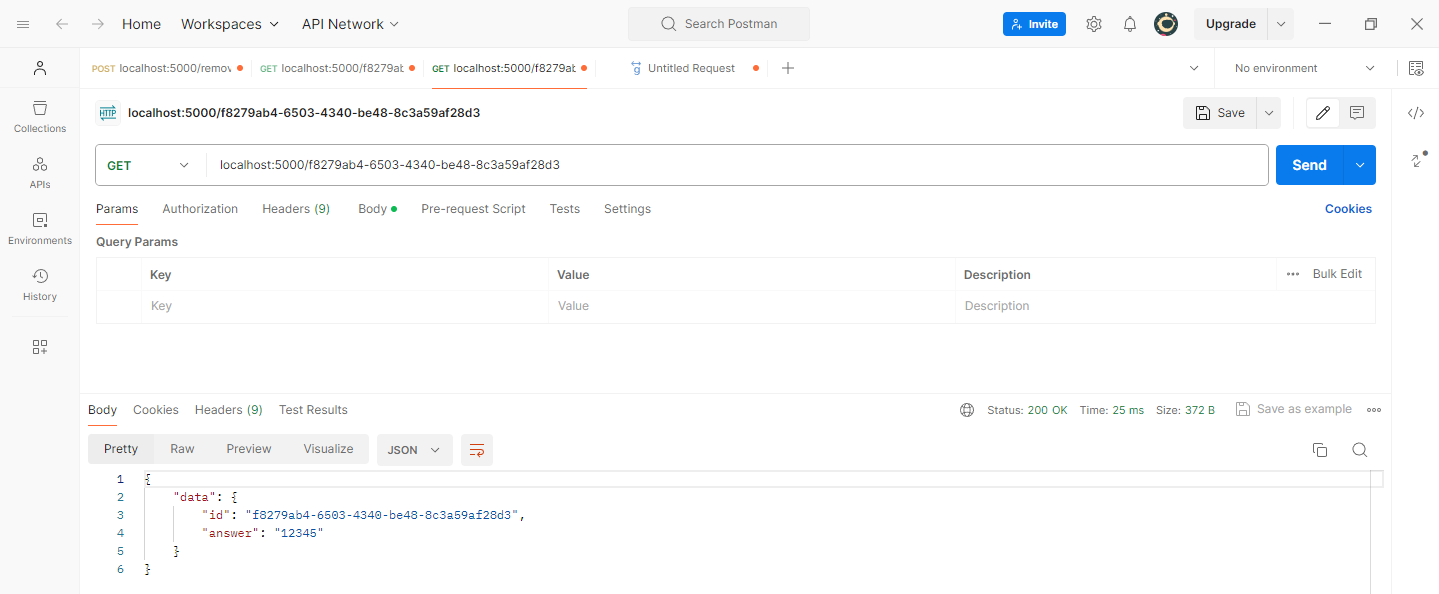 Home Workspaces API Network Search Postman Invite Upgrade
POST localhost:5000/remov GET localhost:5000/f8279ab GET localhost:5000/f8279ab g Untitled Request No environment
HTTP localhost:5000/f8279ab4-6503-4340-be48-8c3a59af28d3 Save
Collections
APIs
Environments
History
GET localhost:5000/f8279ab4-6503-4340-be48-8c3a59af28d3 Send
Params Authorization Headers (9) Body Pre-request Script Tests Settings Cookies
Query Params
Key Value Description Bulk Edit
Key Value Description
Body Cookies Headers (9) Test Results Status: 200 OK Time: 25 ms Size: 372 B Save as example
Pretty Raw Preview Visualize JSON
1 {
2 "data": {
3 "id": "f8279ab4-6503-4340-be48-8c3a59af28d3",
4 "answer": "12345"
5 }
6 }